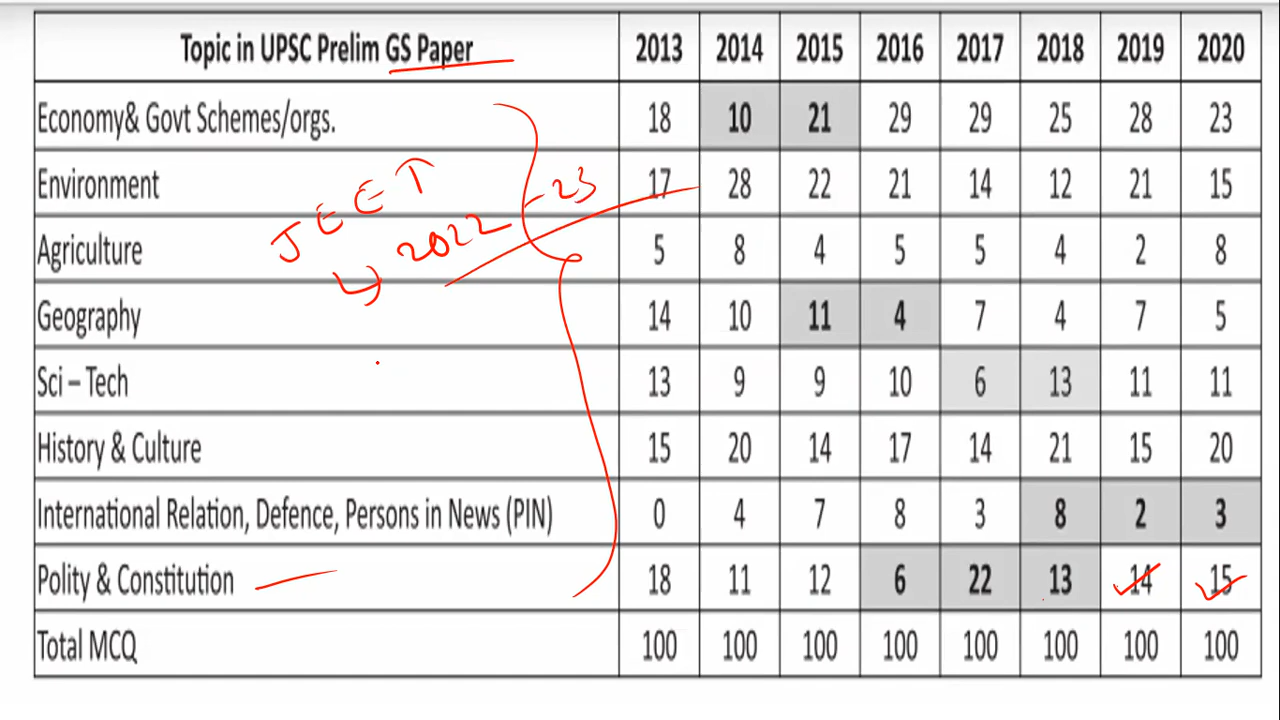 Topic in UPSC Prelim GS Paper 2013 2014 2015 2016 2017 2018 2019 2020
Economy& Govt Schemes/orgs. 18 10 21 29 29 25 28 23
Environment 17 28 22 21 14 12 21 15
JEET
2022-23
Agriculture 5 8 4 5 5 4 2 8
Geography 14 10 11 4 7 4 7 5
Sci – Tech 13 9 9 10 6 13 11 11
History & Culture 15 20 14 17 14 21 15 20
International Relation, Defence, Persons in News (PIN) 0 4 7 8 3 8 2 3
Polity & Constitution 18 11 12 6 22 13 14 15
Total MCQ 100 100 100 100 100 100 100 100